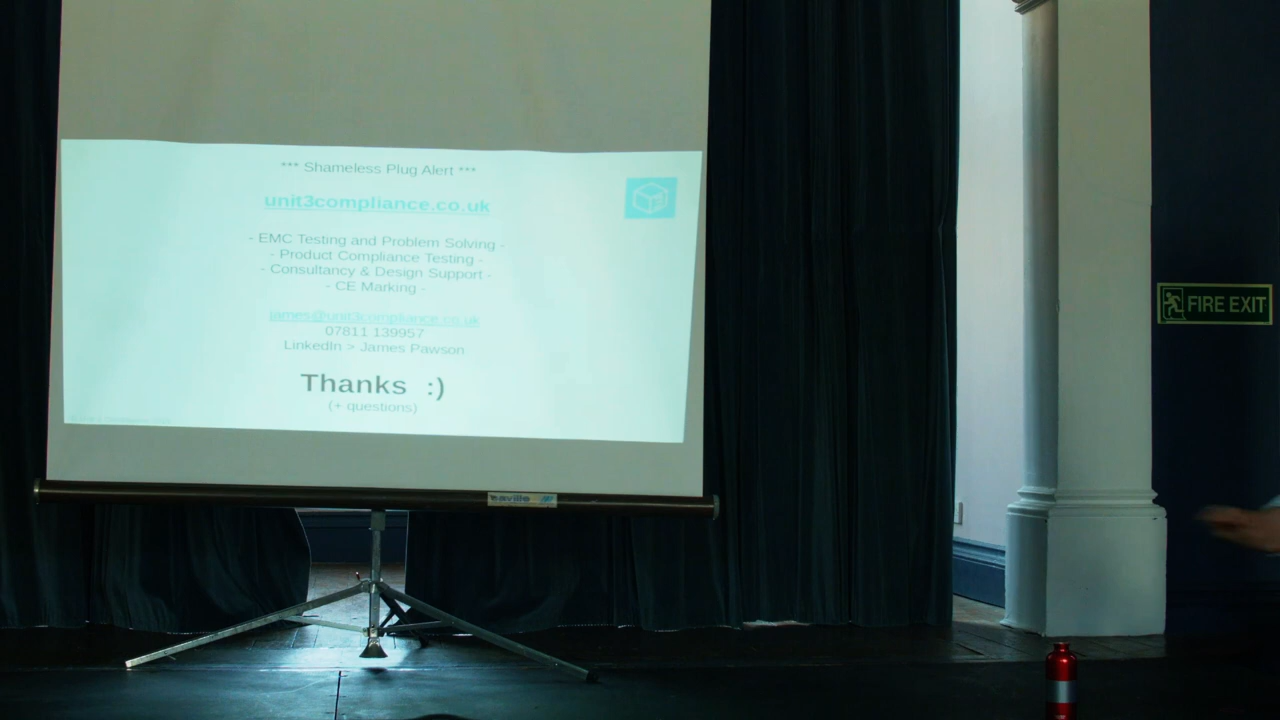 *** Shameless Plug Alert ***
unit3compliance.co.uk
- EMC Testing and Problem Solving -
- Product Compliance Testing -
- Consultancy & Design Support -
- CE Marking -
james@unit3compliance.co.uk
07811 139957
LinkedIn > James Pawson
Thanks :)
(+ questions)
saville
FIRE EXIT